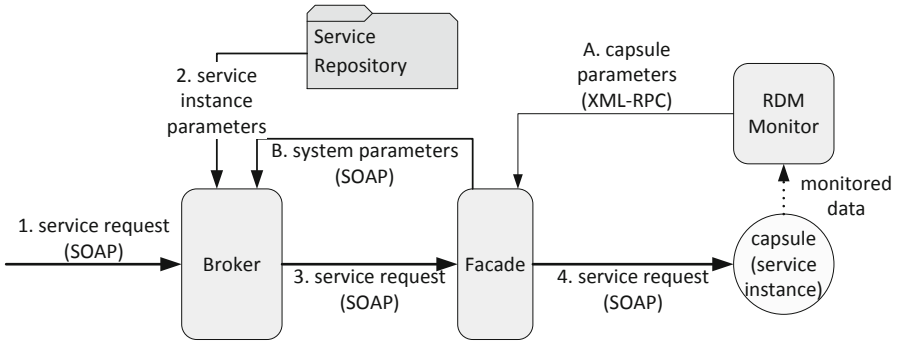 Service
Repository
A. capsule
parameters
(XML-RPC)
2. service
instance
parameters
RDM
Monitor
B. system parameters
(SOAP)
monitored
data
1. service request
(SOAP)
Broker
3. service request
(SOAP)
Facade
4. service request
(SOAP)
capsule
(service
instance)